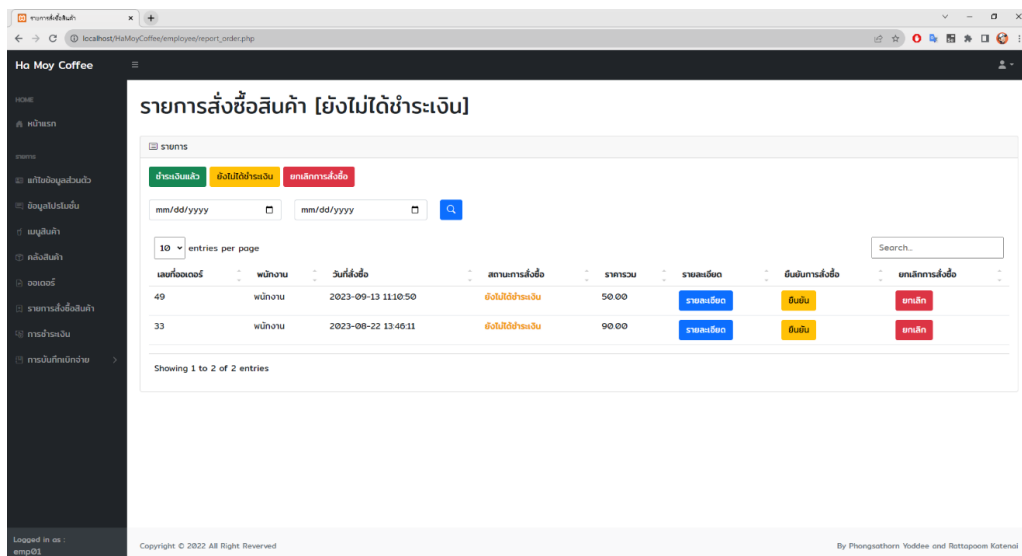 รายการสั่งซื้อสินค้า
localhost/HaMoyCoffee/employee/report_order.php
Ha Moy Coffee
HOME
หน้าแรก
รายการ
แก้ไขข้อมูลส่วนตัว
ข้อมูลโปรโมชั่น
เมนูสินค้า
คลังสินค้า
ออเดอร์
รายการสั่งซื้อสินค้า
การชำระเงิน
การบันทึกเบิกจ่าย
Logged in as :
emp01
รายการสั่งซื้อสินค้า [ยังไม่ได้ชำระเงิน]
รายการ
ชำระเงินแล้ว ยังไม่ได้ชำระเงิน ยกเลิกการสั่งซื้อ
mm/dd/yyyy mm/dd/yyyy
10 entries per page Search...
เลขที่ออเดอร์ พนักงาน วันที่สั่งซื้อ สถานะการสั่งซื้อ ราคารวม รายละเอียด ยืนยันการสั่งซื้อ ยกเลิกการสั่งซื้อ
49 พนักงาน 2023-09-13 11:10:50 ยังไม่ได้ชำระเงิน 50.00 รายละเอียด ยืนยัน ยกเลิก
33 พนักงาน 2023-08-22 13:46:11 ยังไม่ได้ชำระเงิน 90.00 รายละเอียด ยืนยัน ยกเลิก
Showing 1 to 2 of 2 entries
Copyright © 2022 All Right Reverved By Phongsathorn Yoddee and Rattapoom Katenoi